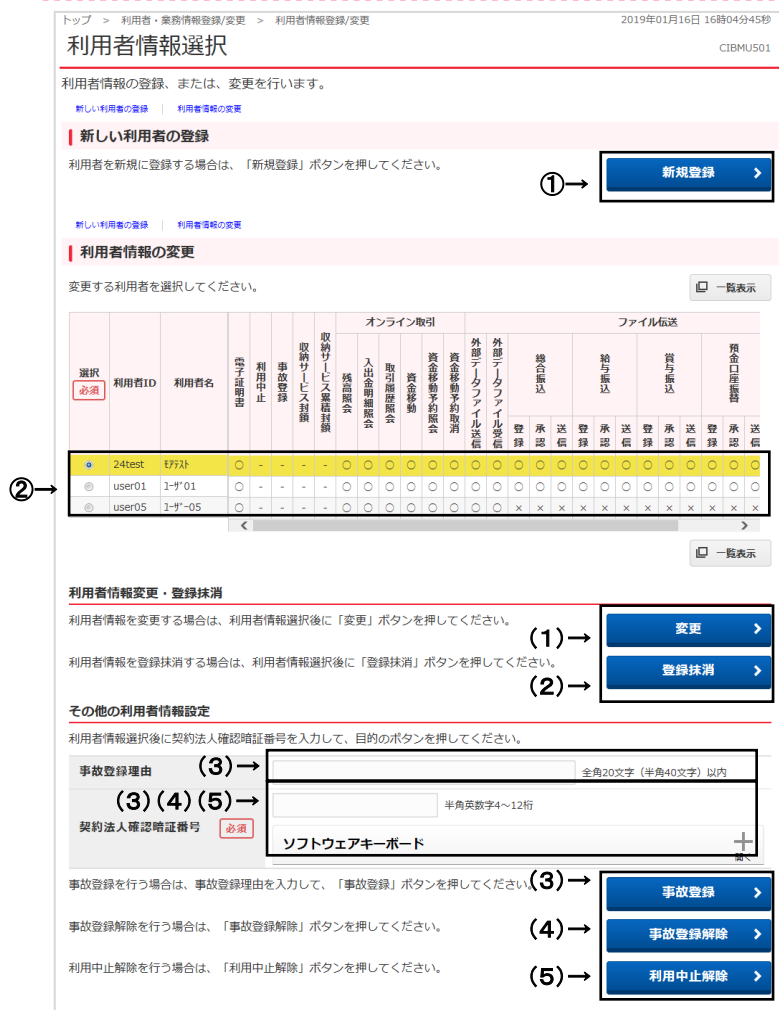 トップ > 利用者・業務情報登録/変更 > 利用者情報登録/変更 2019年01月16日 16時04分45秒
利用者情報選択 CIBMU501
利用者情報の登録、または、変更を行います。
新しい利用者の登録 利用者情報の変更
新しい利用者の登録
利用者を新規に登録する場合は、「新規登録」ボタンを押してください。
①→ 新規登録
新しい利用者の登録 利用者情報の変更
利用者情報の変更
変更する利用者を選択してください。 一覧表示
オンライン取引 ファイル伝送
選択 必須 利用者ID 利用者名 電子証明書 利用中止 事故登録 収納サービス封鎖 収納サービス累積封鎖 残高照会 入出金明細照会 取引履歴照会 資金移動 資金移動予約照会 資金移動予約取消 外部データファイル送信 外部データファイル受信 総合振込 給与振込 賞与振込 預金口座振替
登録 承認 送信 登録 承認 送信 登録 承認 送信 登録 承認 送信
24test ﾓｱﾃｽﾄ ○ - - - - ○ ○ ○ ○ ○ ○ ○ ○ ○ ○ ○ ○ ○ ○ ○ ○ ○ ○ ○ ○
②→ user01 ﾕｰｻﾞ01 ○ - - - - ○ ○ ○ ○ ○ ○ ○ ○ ○ ○ ○ ○ ○ ○ ○ ○ ○ ○ ○ ○
user05 ﾕｰｻﾞｰ05 ○ - - - - ○ ○ ○ ○ ○ ○ ○ ○ × × × × × × × × × × × ×
一覧表示
利用者情報変更・登録抹消
利用者情報を変更する場合は、利用者情報選択後に「変更」ボタンを押してください。
(1)→ 変更
利用者情報を登録抹消する場合は、利用者情報選択後に「登録抹消」ボタンを押してください。
(2)→ 登録抹消
その他の利用者情報設定
利用者情報選択後に契約法人確認暗証番号を入力して、目的のボタンを押してください。
事故登録理由 (3)→ 全角20文字（半角40文字）以内
(3)(4)(5)→ 半角英数字4～12桁
契約法人確認暗証番号 必須
ソフトウェアキーボード 開く
事故登録を行う場合は、事故登録理由を入力して、「事故登録」ボタンを押してください。
(3)→ 事故登録
事故登録解除を行う場合は、「事故登録解除」ボタンを押してください。
(4)→ 事故登録解除
利用中止解除を行う場合は、「利用中止解除」ボタンを押してください。
(5)→ 利用中止解除